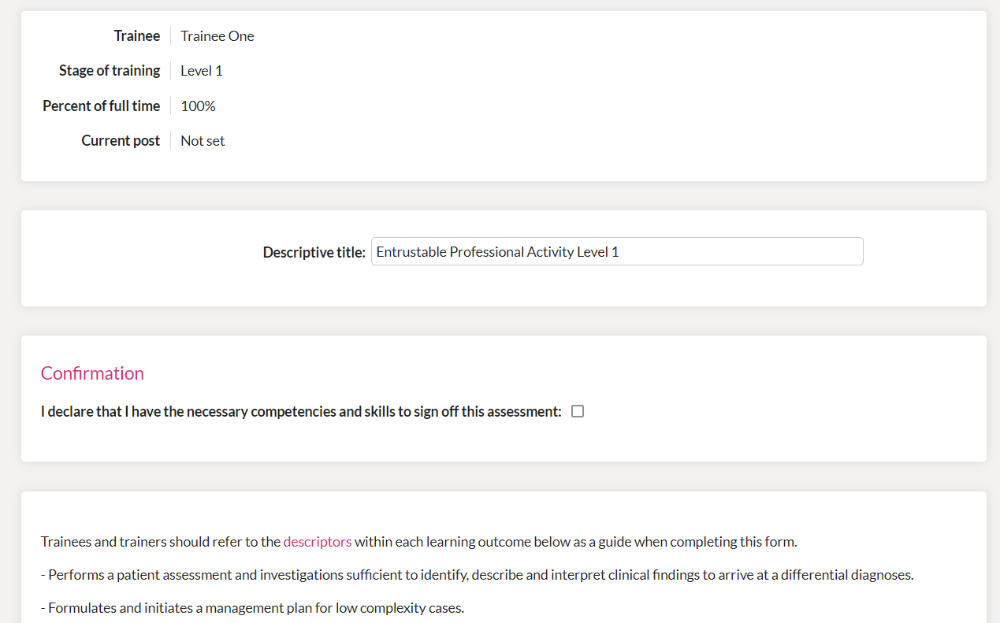 Trainee Trainee One
Stage of training Level 1
Percent of full time 100%
Current post Not set
Descriptive title: Entrustable Professional Activity Level 1
Confirmation
I declare that I have the necessary competencies and skills to sign off this assessment:
Trainees and trainers should refer to the descriptors within each learning outcome below as a guide when completing this form.
- Performs a patient assessment and investigations sufficient to identify, describe and interpret clinical findings to arrive at a differential diagnoses.
- Formulates and initiates a management plan for low complexity cases.